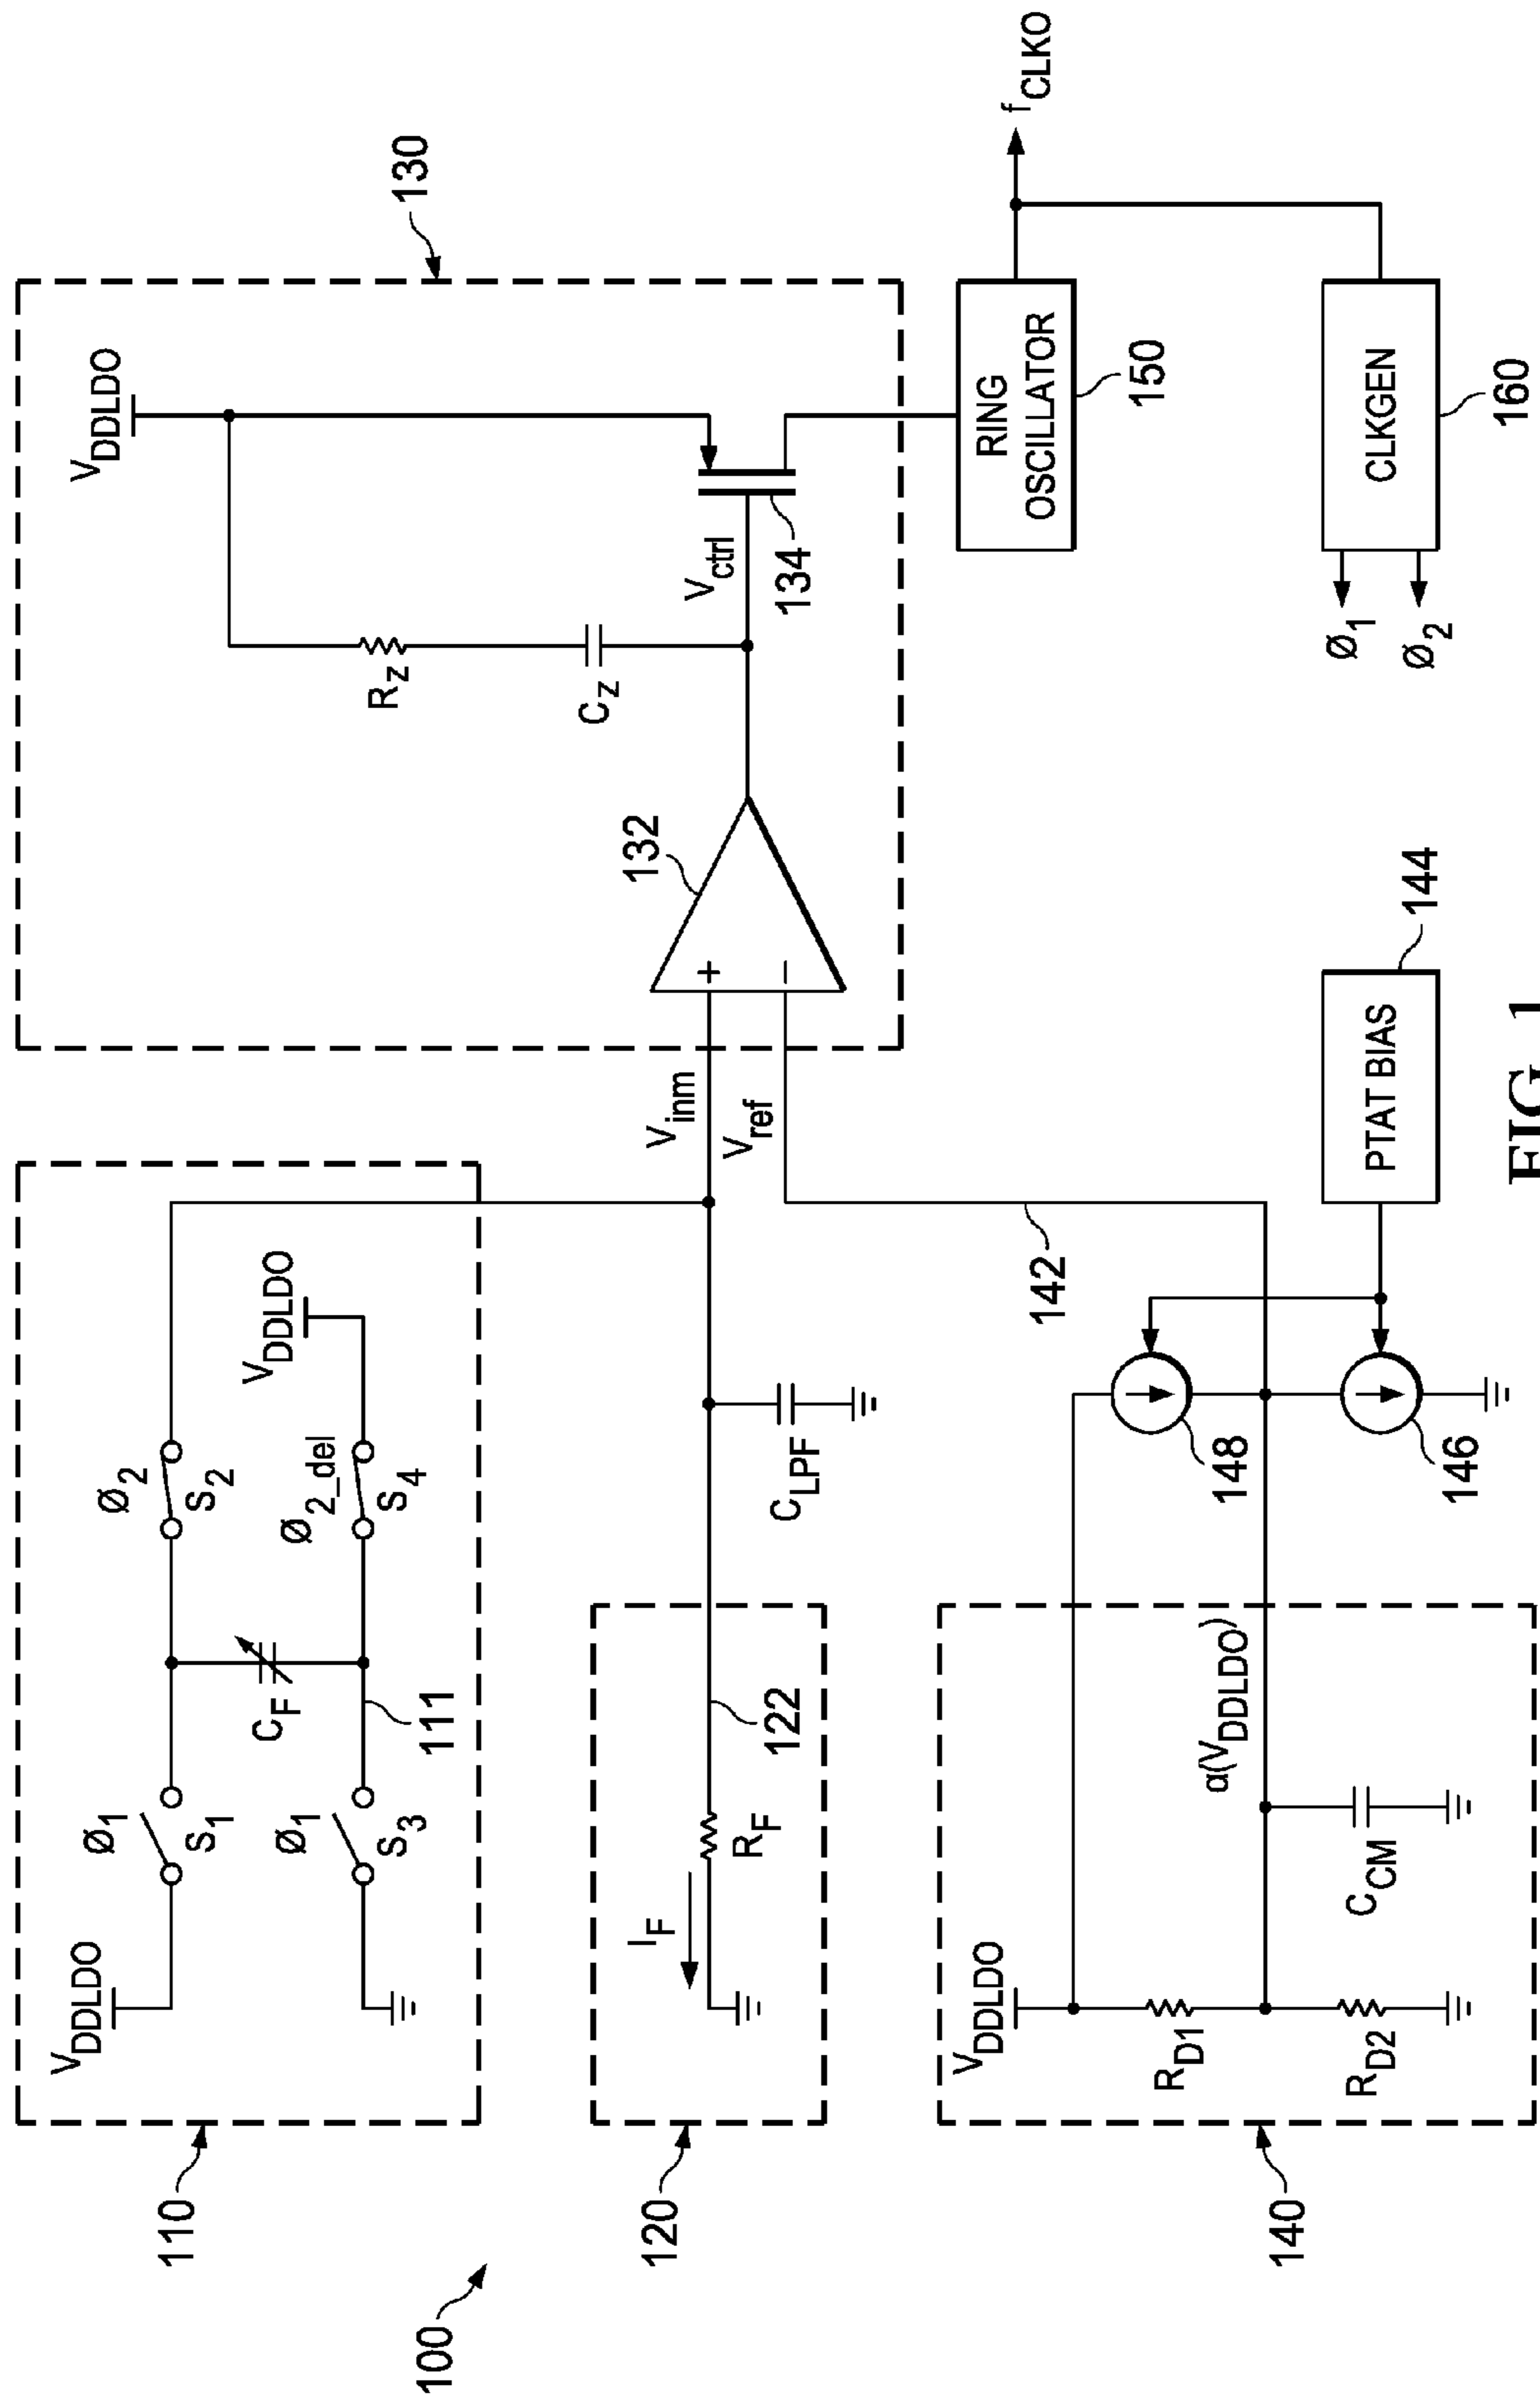 100
110
V_DDLDO
Ø_1
S_1
Ø_1
S_3
C_F
111
Ø_2
S_2
Ø_2_del
S_4
V_DDLDO
120
I_F
R_F
122
C_LPF
V_inm
V_ref
130
132
+
−
V_DDLDO
R_Z
C_Z
V_ctrl
134
140
V_DDLDO
R_D1
R_D2
C_CM
α(V_DDLDO)
142
148
146
PTAT BIAS
144
RING
OSCILLATOR
150
f_CLKO
CLKGEN
160
Ø_1
Ø_2
FIG. 1